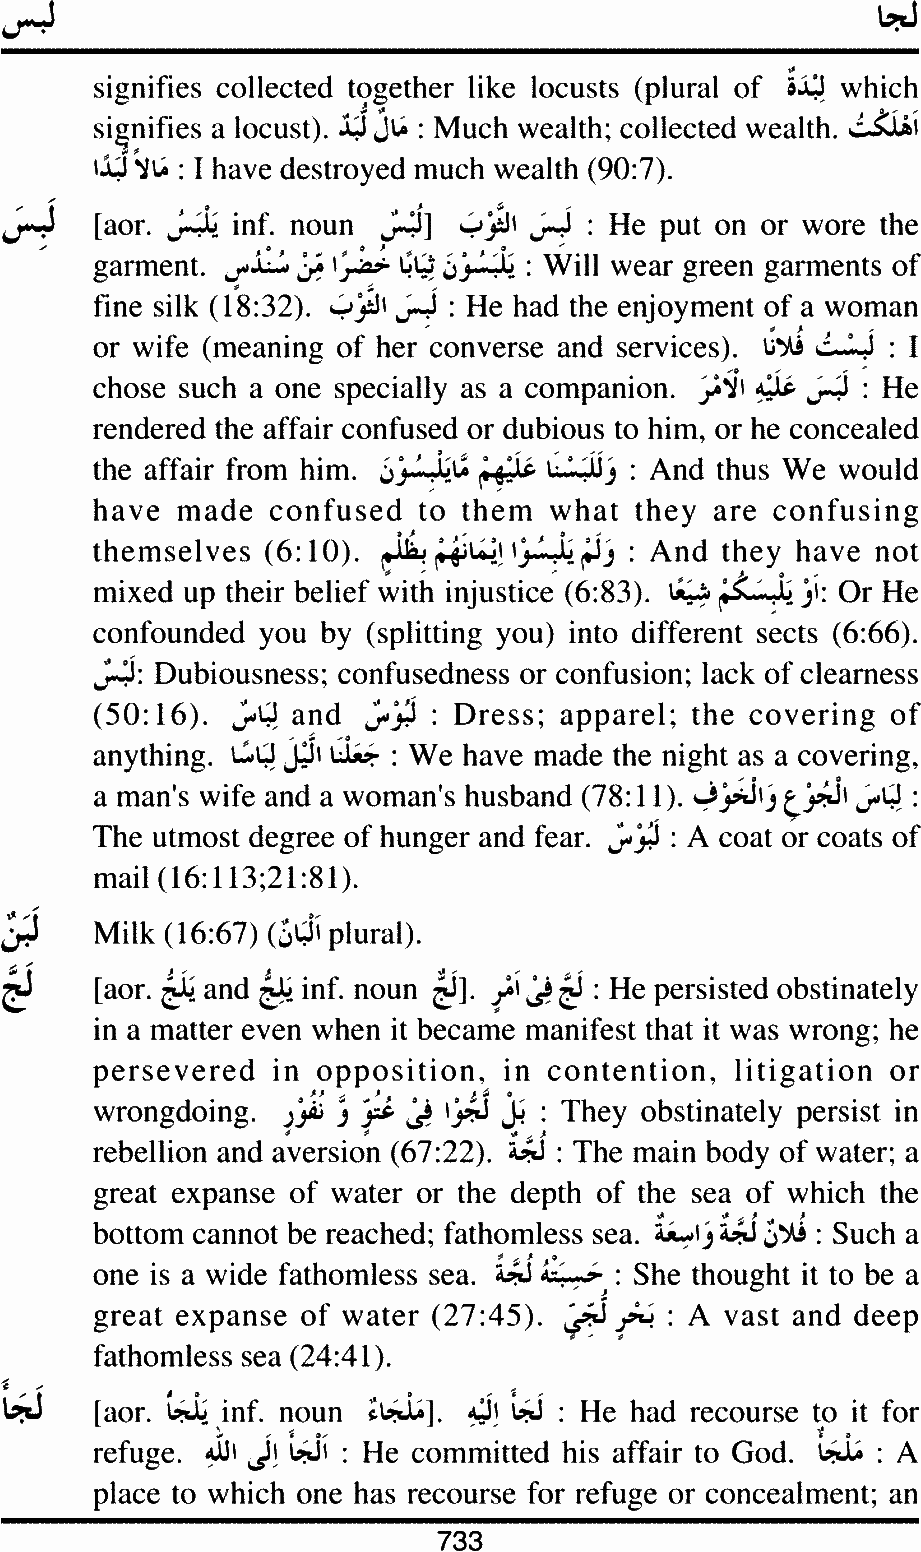 لبس لجا
signifies collected together like locusts (plural of لِبْدَةٌ which
signifies a locust). مَالٌ لُبَدٌ : Much wealth; collected wealth. اَهْلَكْتُ
مَالاً لُّبَدًا : I have destroyed much wealth (90:7).
لَبِسَ [aor. يَلْبَسُ inf. noun لُبْسٌ] لَبِسَ الثَّوْبَ : He put on or wore the
garment. يَلْبَسُوْنَ ثِيَابًا خُضْرًا مِّنْ سُنْدُسٍ : Will wear green garments of
fine silk (18:32). لَبِسَ الثَّوْبَ : He had the enjoyment of a woman
or wife (meaning of her converse and services). لَبِسْتُ فُلَانًا : I
chose such a one specially as a companion. لَبَسَ عَلَيْهِ الْاَمْرَ : He
rendered the affair confused or dubious to him, or he concealed
the affair from him. وَلَلَبَسْنَا عَلَيْهِمْ مَّايَلْبِسُوْنَ : And thus We would
have made confused to them what they are confusing
themselves (6:10). وَلَمْ يَلْبِسُوْا اِيْمَانَهُمْ بِظُلْمٍ : And they have not
mixed up their belief with injustice (6:83). اَوْ يَلْبِسَكُمْ شِيَعًا: Or He
confounded you by (splitting you) into different sects (6:66).
لَبْسٌ: Dubiousness; confusedness or confusion; lack of clearness
(50:16). لِبَاسٌ and لَبُوْسٌ : Dress; apparel; the covering of
anything. جَعَلْنَا الَّيْلَ لِبَاسًا : We have made the night as a covering,
a man's wife and a woman's husband (78:11). لِبَاسَ الْجُوْعِ وَالْخَوْفِ :
The utmost degree of hunger and fear. لَبُوْسٌ : A coat or coats of
mail (16:113;21:81).
لَبَنٌ Milk (16:67) (اَلْبَانٌ plural).
لَجَّ [aor. يَلَجُّ and يَلِجُّ inf. noun لَجٌّ]. لَجَّ فِىْ اَمْرٍ : He persisted obstinately
in a matter even when it became manifest that it was wrong; he
persevered in opposition, in contention, litigation or
wrongdoing. بَلْ لَّجُّوْا فِىْ عُتُوٍّ وَّ نُفُوْرٍ : They obstinately persist in
rebellion and aversion (67:22). لُجَّةٌ : The main body of water; a
great expanse of water or the depth of the sea of which the
bottom cannot be reached; fathomless sea. فُلَانٌ لُجَّةٌ وَاسِعَةٌ : Such a
one is a wide fathomless sea. حَسِبَتْهُ لُجَّةً : She thought it to be a
great expanse of water (27:45). بَحْرٍ لُّجِّيٍّ : A vast and deep
fathomless sea (24:41).
لَجَأَ [aor. يَلْجَأُ inf. noun مَلْجَاءٌ]. لَجَأَ اِلَيْهِ : He had recourse to it for
refuge. اَلْجَأَ اِلَى اللّٰهِ : He committed his affair to God. مَلْجَأٌ : A
place to which one has recourse for refuge or concealment; an
733